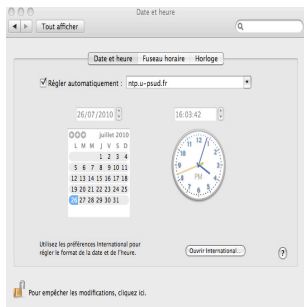 Date et heure
Tout afficher
Date et heure Fuseau horaire Horloge
Régler automatiquement : ntp.u-psud.fr
26/07/2010 16:03:42
juillet 2010
L M M J V S D
1 2 3 4
5 6 7 8 9 10 11
12 13 14 15 16 17 18
19 20 21 22 23 24 25
26 27 28 29 30 31
12 1 2 3 4 5 6 7 8 9 10 11
PM
Utilisez les préférences International pour
régler le format de la date et de l'heure.
Ouvrir International...
?
Pour empêcher les modifications, cliquez ici.